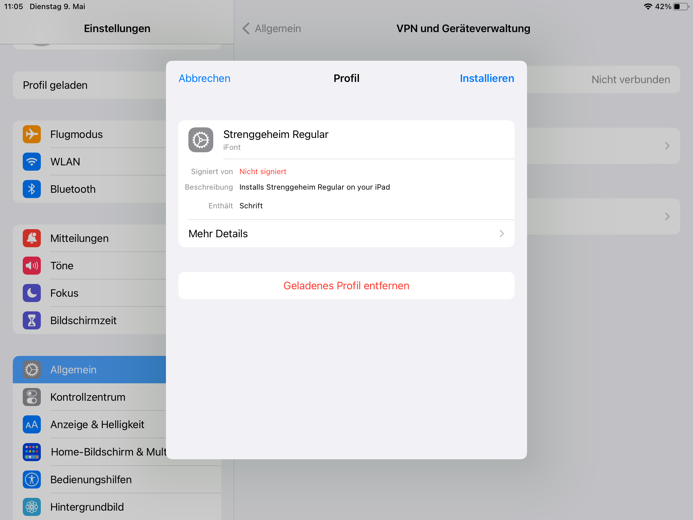 11:05 Dienstag 9. Mai
42%
Einstellungen
Allgemein
VPN und Geräteverwaltung
Profil geladen
Nicht verbunden
Flugmodus
WLAN
Bluetooth
Mitteilungen
Töne
Fokus
Bildschirmzeit
Allgemein
Kontrollzentrum
AA Anzeige & Helligkeit
Home-Bildschirm & Mult
Bedienungshilfen
Hintergrundbild
Abbrechen
Profil
Installieren
Strenggeheim Regular
iFont
Signiert von Nicht signiert
Beschreibung Installs Strenggeheim Regular on your iPad
Enthält Schrift
Mehr Details
Geladenes Profil entfernen